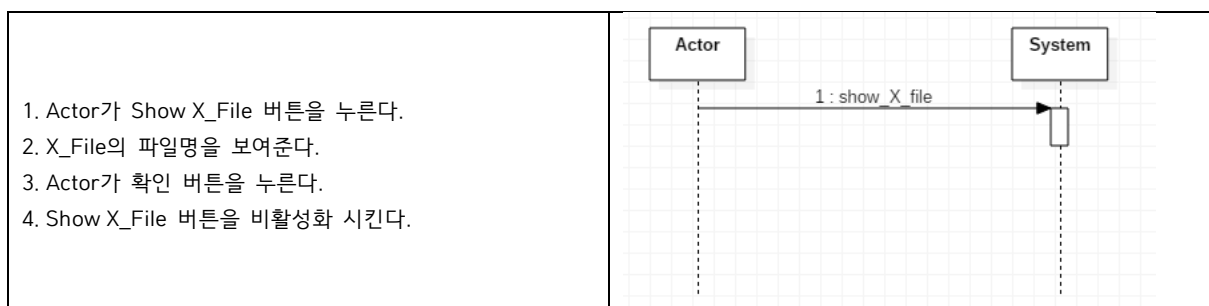 1. Actor가 Show X_File 버튼을 누른다.
2. X_File의 파일명을 보여준다.
3. Actor가 확인 버튼을 누른다.
4. Show X_File 버튼을 비활성화 시킨다.
Actor
System
1 : show_X_file